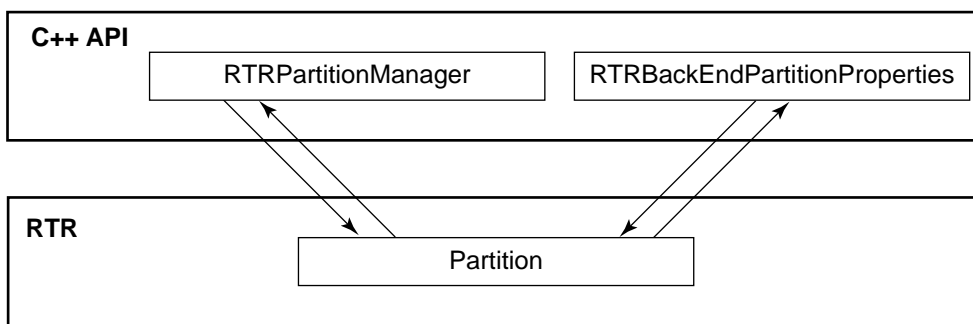 C++ API
RTRPartitionManager
RTRBackEndPartitionProperties
RTR
Partition